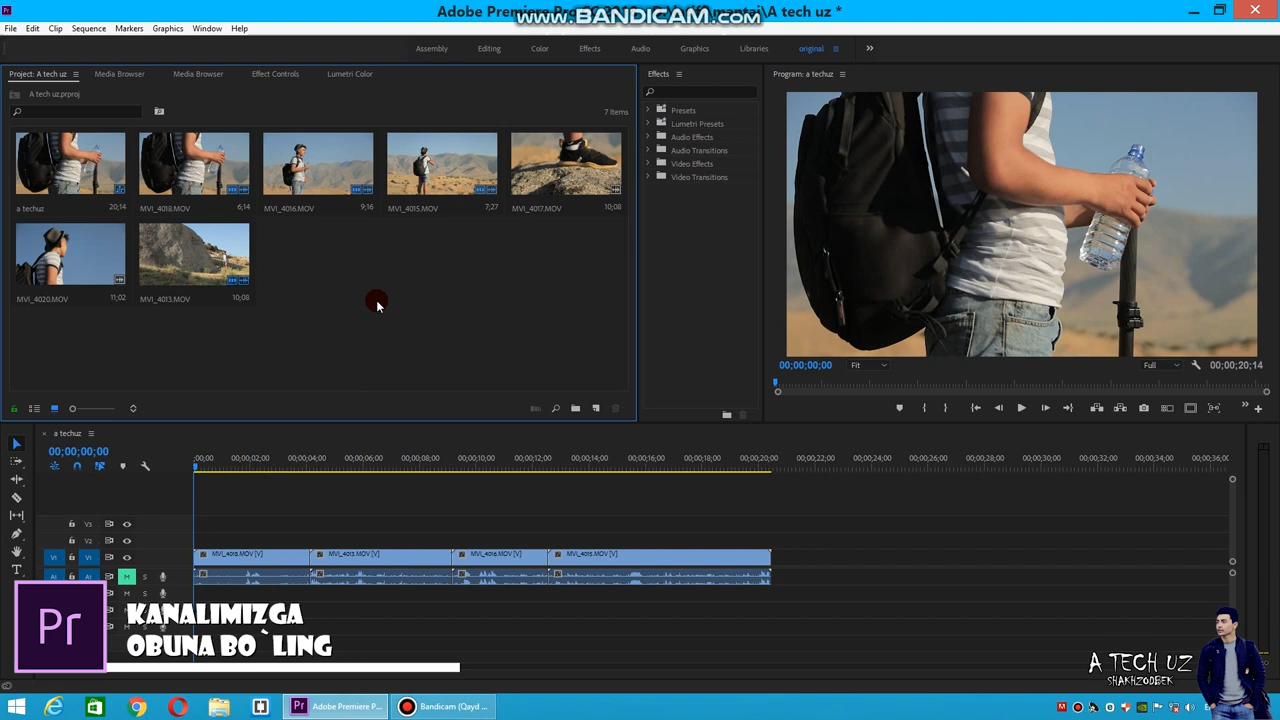 Adobe Premiere Pro
\A tech uz *
www.BANDICAM.com
File Edit Clip Sequence Markers Graphics Window Help
Assembly Editing Color Effects Audio Graphics Libraries original
Project: A tech uz Media Browser Media Browser Effect Controls Lumetri Color
A tech uz.prproj
7 Items
a techuz 20;14
MVI_4018.MOV 6;14
MVI_4016.MOV 9;16
MVI_4015.MOV 7;27
MVI_4017.MOV 10;08
MVI_4020.MOV 11;02
MVI_4013.MOV 10;08
Effects
Presets
Lumetri Presets
Audio Effects
Audio Transitions
Video Effects
Video Transitions
Program: a techuz
00;00;00;00 Fit Full 00;00;20;14
a techuz
00;00;00;00
;00;00 00;00;02;00 00;00;04;00 00;00;06;00 00;00;08;00 00;00;10;00 00;00;12;00 00;00;14;00 00;00;16;00 00;00;18;00 00;00;20;00 00;00;22;00 00;00;24;00 00;00;26;00 00;00;28;00 00;00;30;00 00;00;32;00 00;00;34;00 00;00;36;0
V3
V2
V1 V1 MVI_4018.MOV [V] MVI_4013.MOV [V] MVI_4016.MOV [V] MVI_4015.MOV [V]
A1 A1 M S
M S
M S
M S
Pr
KANALIMIZGA
OBUNA BO`LING
A TECH UZ
SHAKHZODBEK
Pr Adobe Premiere P... Bandicam (Qayd ...